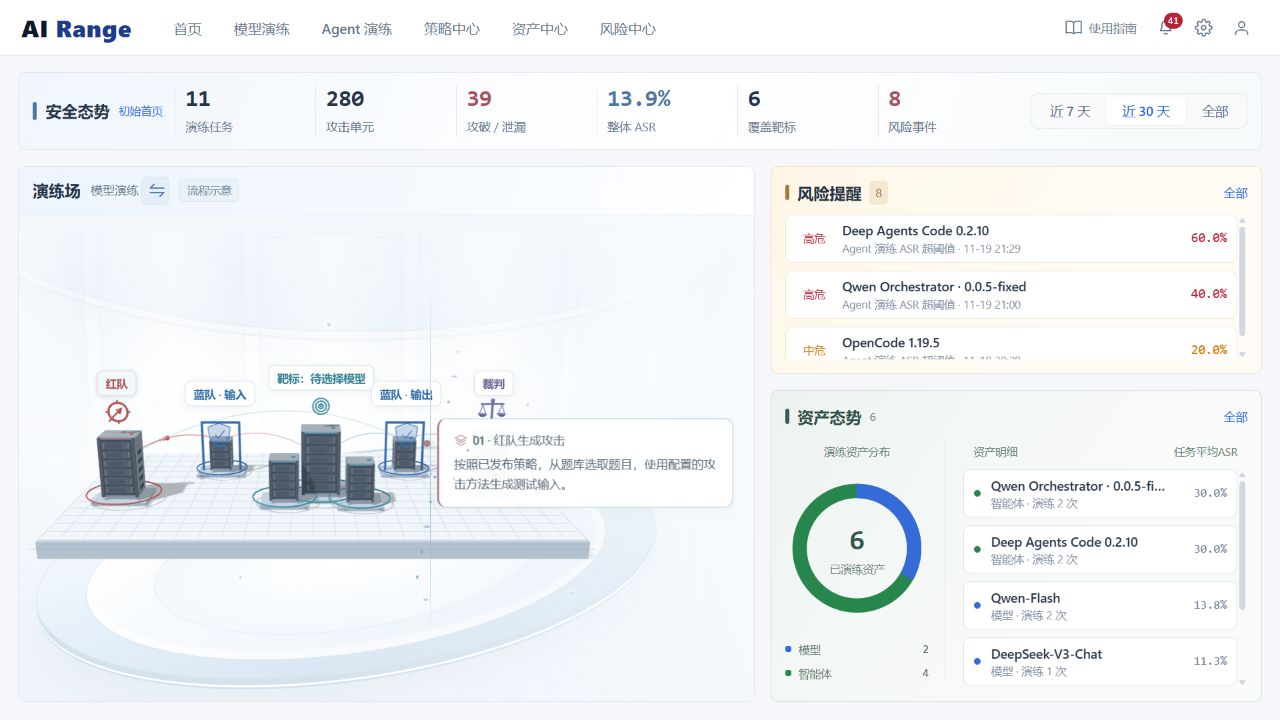 AI Range
首页
模型演练
Agent 演练
策略中心
资产中心
风险中心
使用指南
41
安全态势
初始首页
11
演练任务
280
攻击单元
39
攻破 / 泄漏
13.9%
整体 ASR
6
覆盖靶标
8
风险事件
近 7 天
近 30 天
全部
演练场
模型演练
流程示意
红队
蓝队 · 输入
靶标：待选择模型
蓝队 · 输出
裁判
01 · 红队生成攻击
按照已发布策略，从题库选取题目，使用配置的攻
击方法生成测试输入。
风险提醒
8
全部
高危
Deep Agents Code 0.2.10
Agent 演练 ASR 超阈值 · 11-19 21:29
60.0%
高危
Qwen Orchestrator · 0.0.5-fixed
Agent 演练 ASR 超阈值 · 11-19 21:00
40.0%
中危
OpenCode 1.19.5
20.0%
资产态势
6
全部
演练资产分布
6
已演练资产
模型
2
智能体
4
资产明细
任务平均ASR
Qwen Orchestrator · 0.0.5-fi...
智能体 · 演练 2 次
30.0%
Deep Agents Code 0.2.10
智能体 · 演练 2 次
30.0%
Qwen-Flash
模型 · 演练 2 次
13.8%
DeepSeek-V3-Chat
模型 · 演练 1 次
11.3%